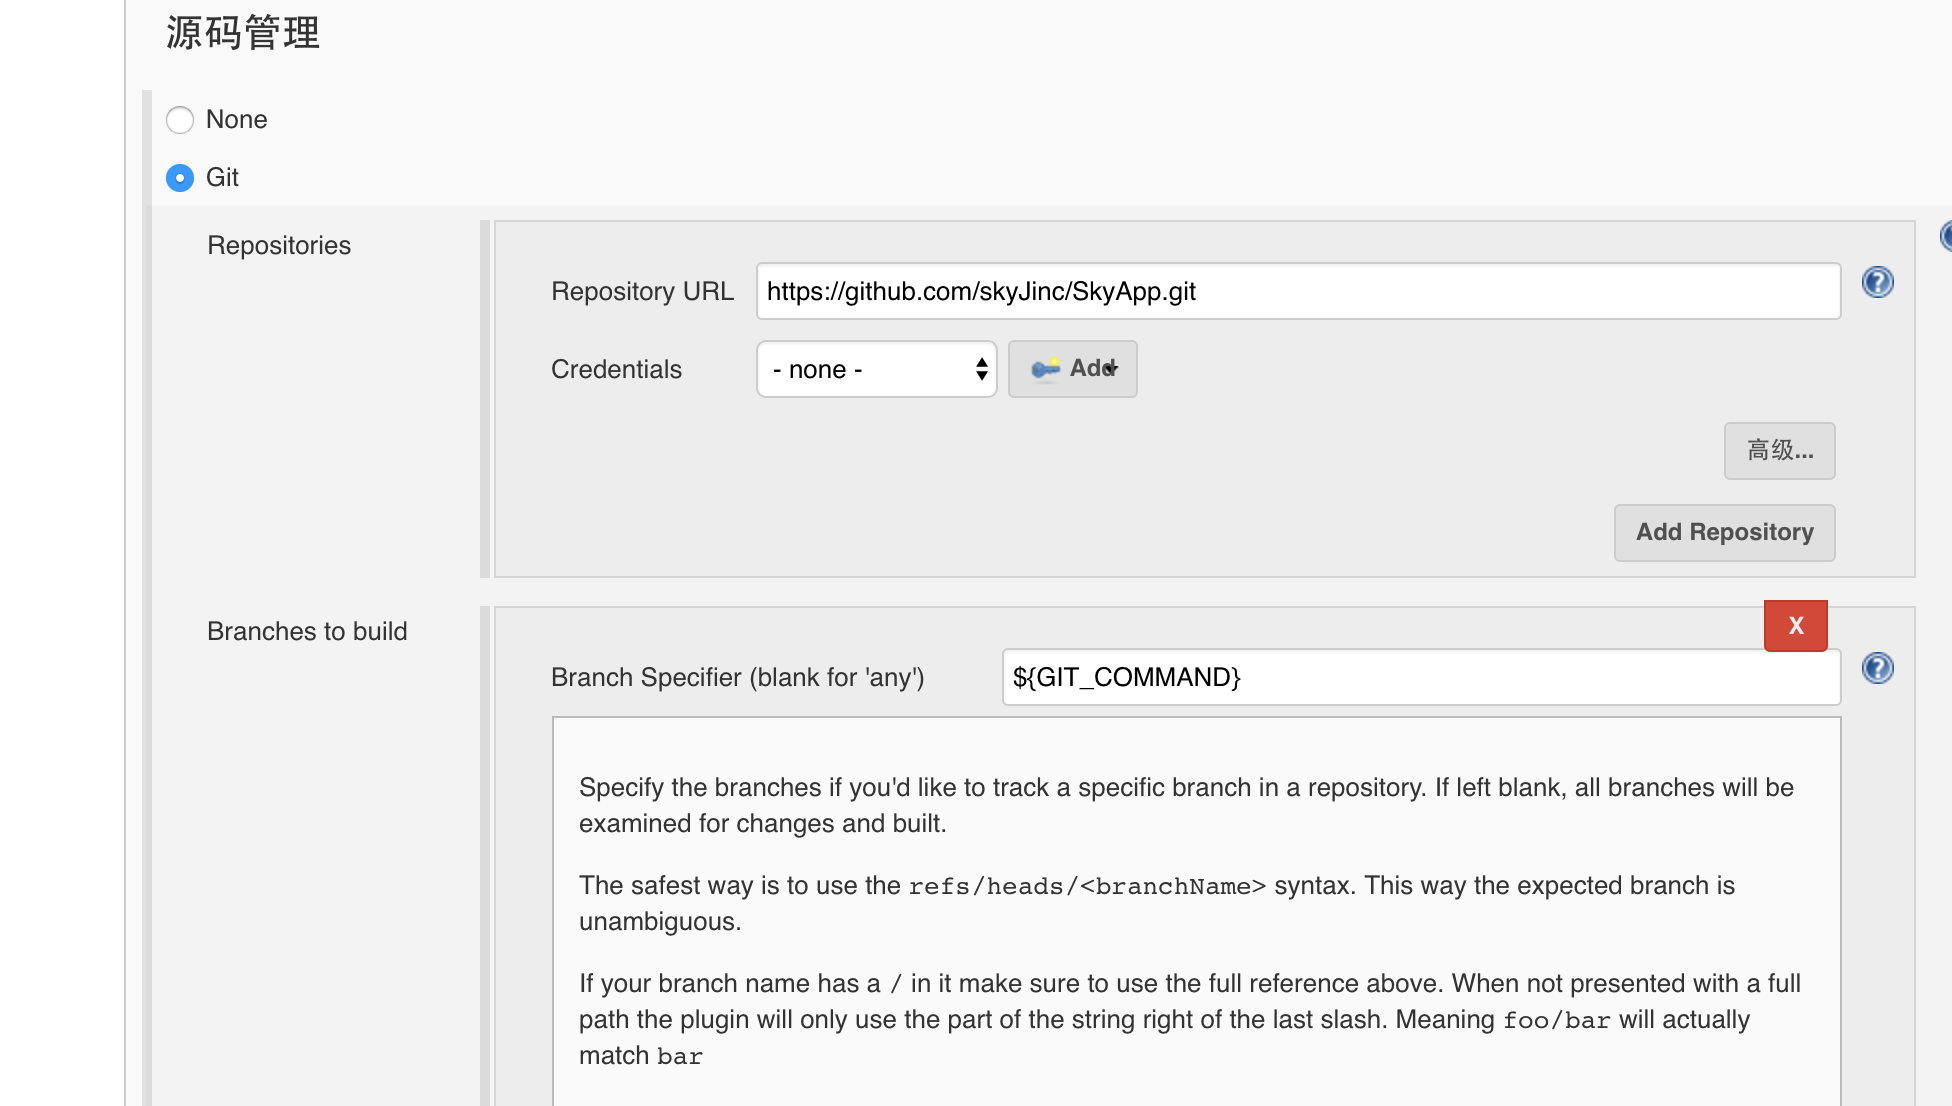 源码管理
None
Git
Repositories
Repository URL https://github.com/skyJinc/SkyApp.git
Credentials - none - Add
高级...
Add Repository
X
Branches to build
Branch Specifier (blank for 'any') ${GIT_COMMAND}
Specify the branches if you'd like to track a specific branch in a repository. If left blank, all branches will be
examined for changes and built.
The safest way is to use the refs/heads/<branchName> syntax. This way the expected branch is
unambiguous.
If your branch name has a / in it make sure to use the full reference above. When not presented with a full
path the plugin will only use the part of the string right of the last slash. Meaning foo/bar will actually
match bar